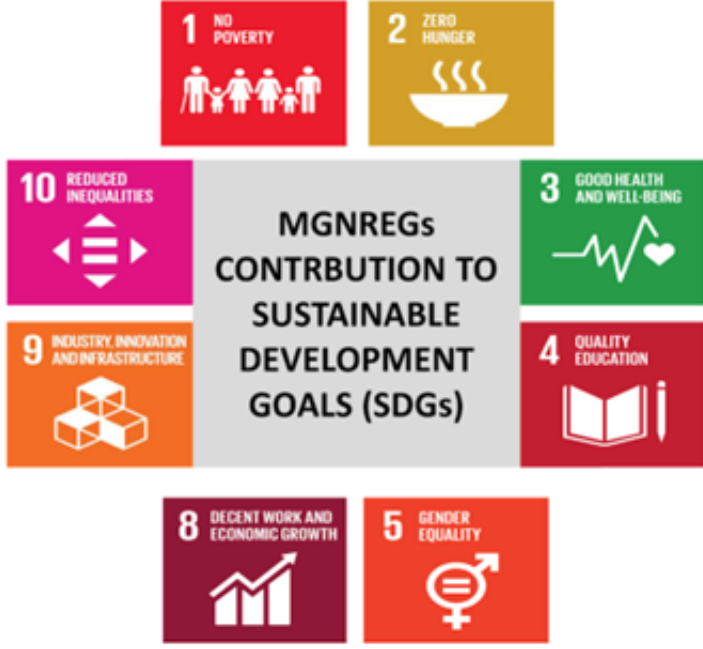 1 NO
POVERTY
2 ZERO
HUNGER
10 REDUCED
INEQUALITIES
MGNREGs
CONTRBUTION TO
SUSTAINABLE
DEVELOPMENT
GOALS (SDGs)
3 GOOD HEALTH
AND WELL-BEING
9 INDUSTRY, INNOVATION
AND INFRASTRUCTURE
4 QUALITY
EDUCATION
8 DECENT WORK AND
ECONOMIC GROWTH
5 GENDER
EQUALITY